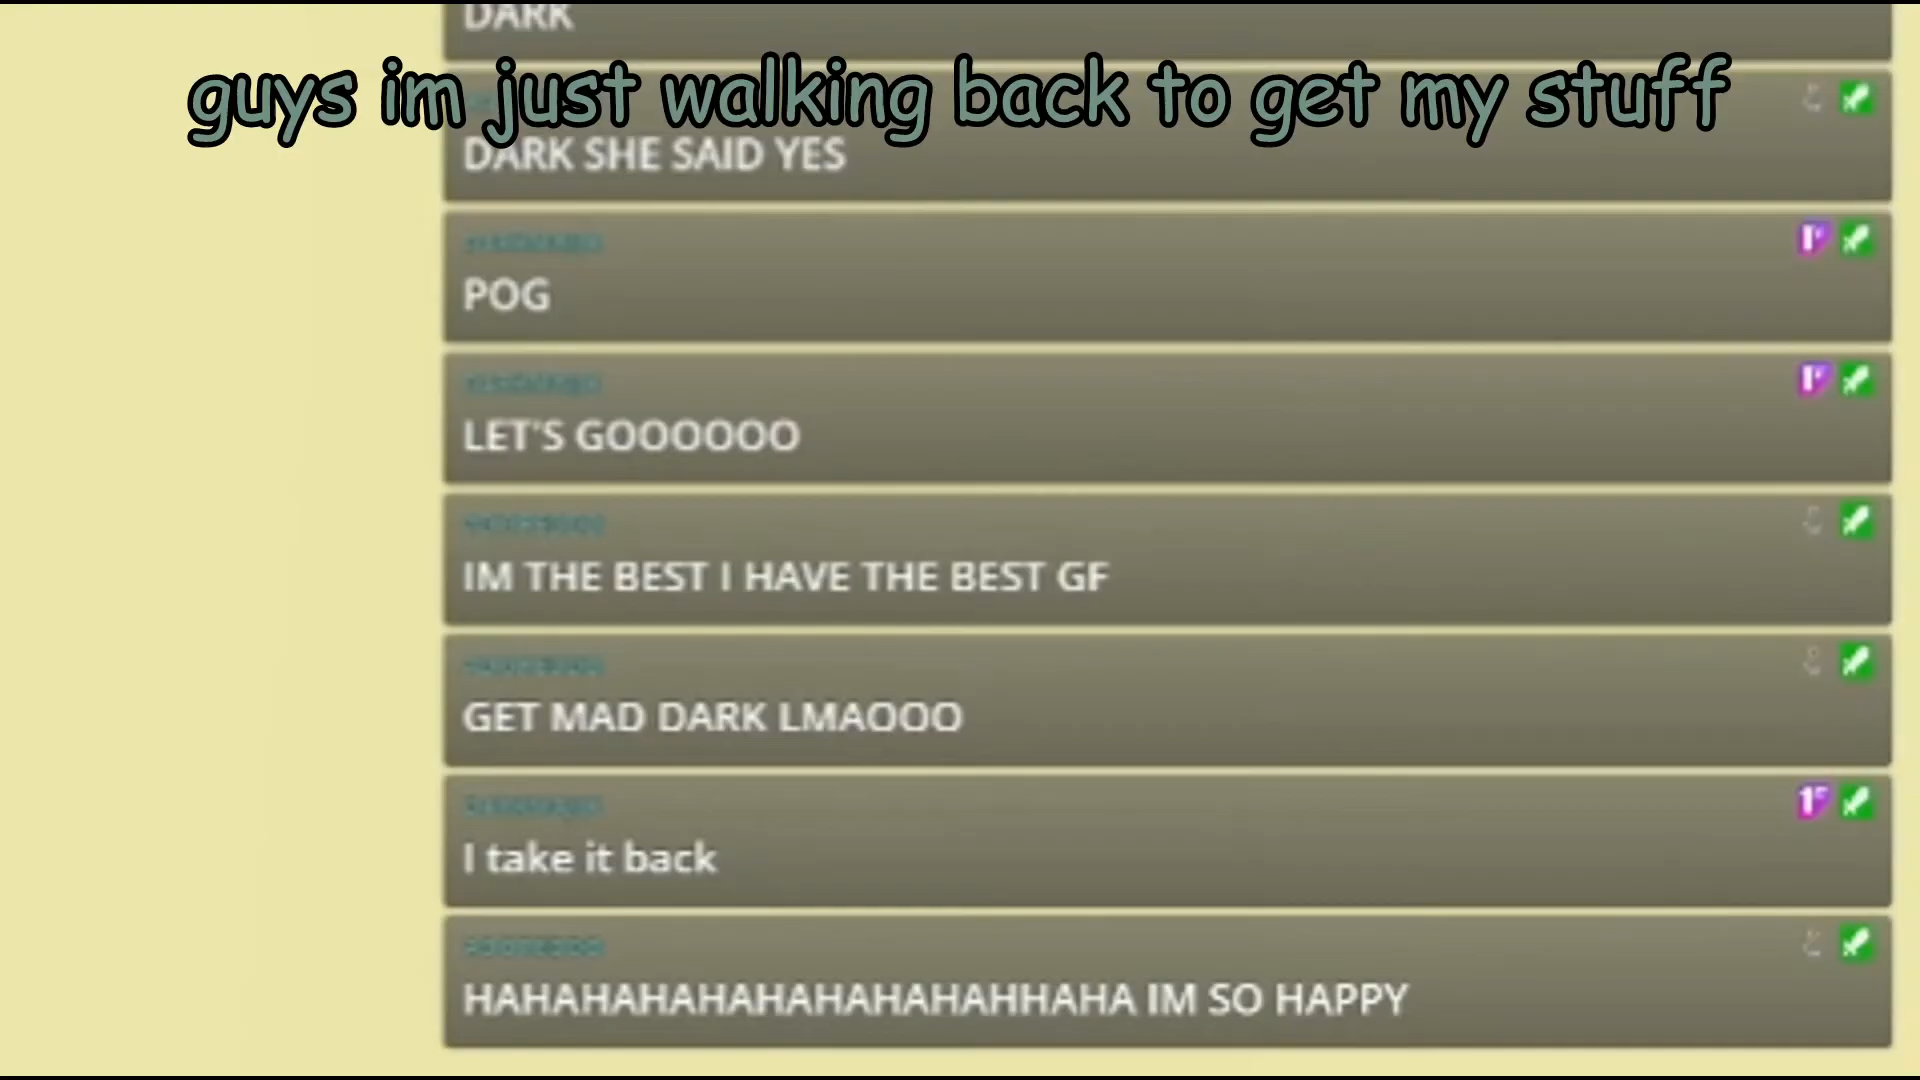 DARK
guys im just walking back to get my stuff
DARK SHE SAID YES
POG
LET'S GOOOOOO
IM THE BEST I HAVE THE BEST GF
GET MAD DARK LMAOOO
I take it back
HAHAHAHAHAHAHAHAHAHHAHA IM SO HAPPY